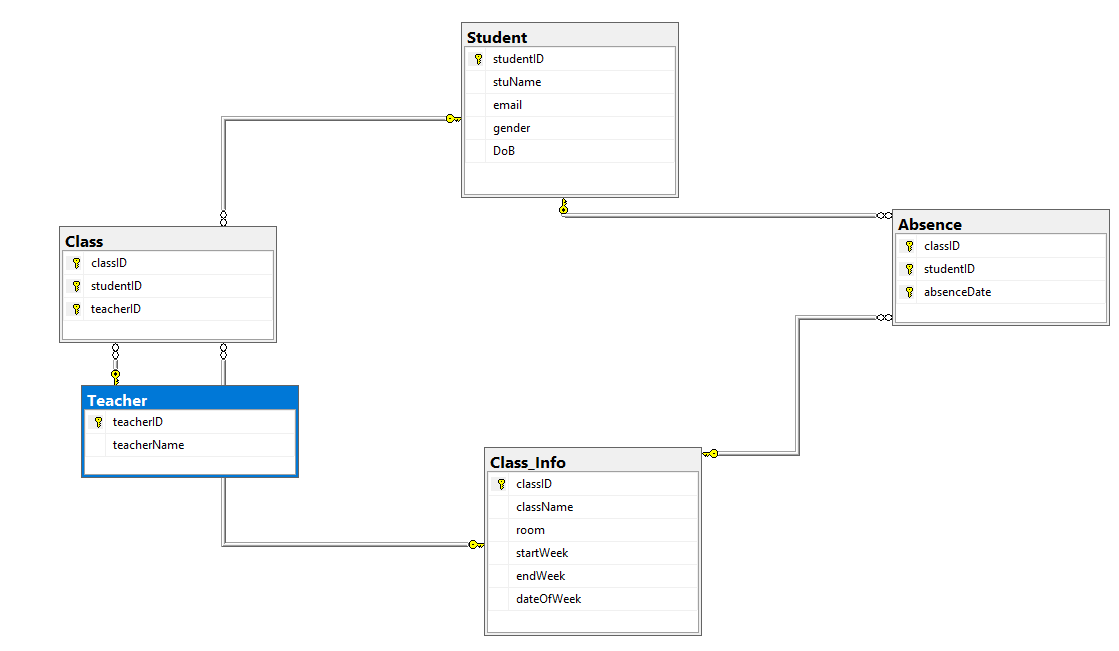 Student
studentID
stuName
email
gender
DoB
Class
classID
studentID
teacherID
Absence
classID
studentID
absenceDate
Teacher
teacherID
teacherName
Class_Info
classID
className
room
startWeek
endWeek
dateOfWeek